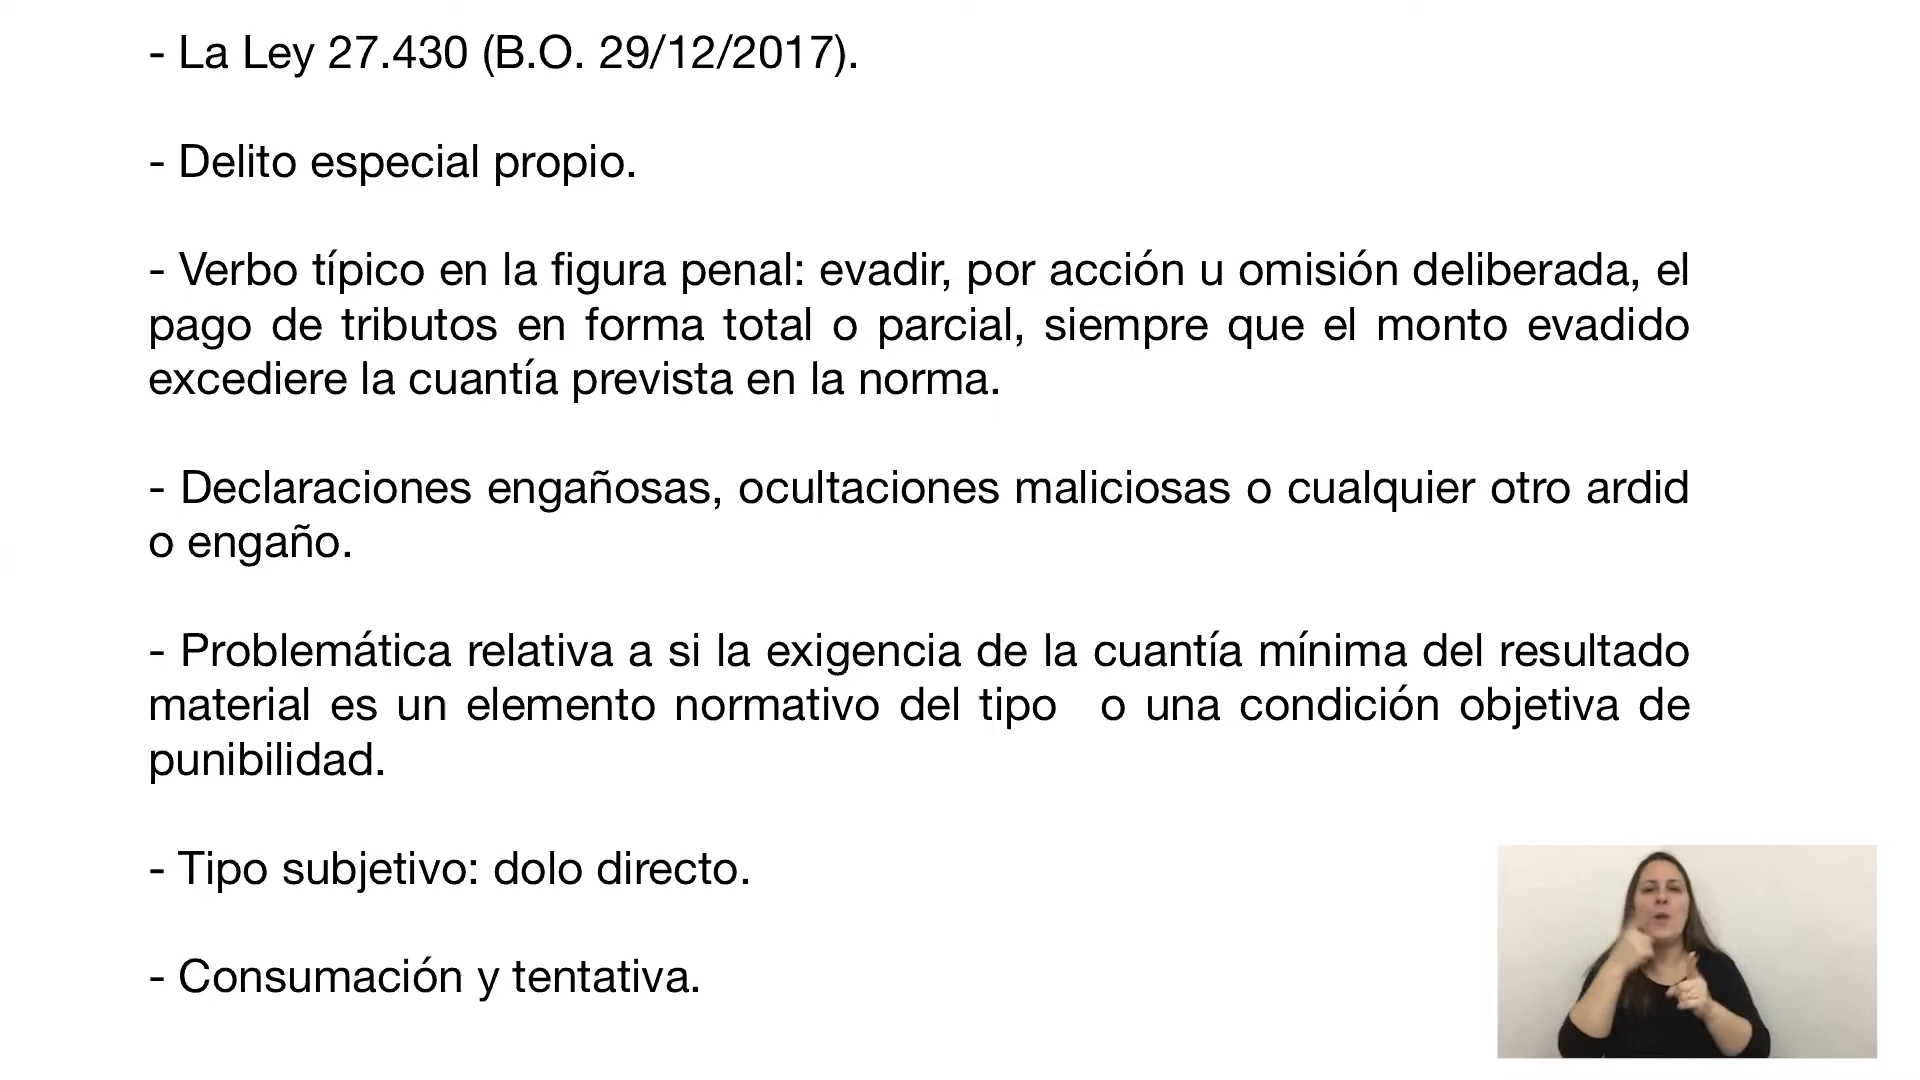 - La Ley 27.430 (B.O. 29/12/2017).
- Delito especial propio.
- Verbo típico en la figura penal: evadir, por acción u omisión deliberada, el
pago de tributos en forma total o parcial, siempre que el monto evadido
excediere la cuantía prevista en la norma.
- Declaraciones engañosas, ocultaciones maliciosas o cualquier otro ardid
o engaño.
- Problemática relativa a si la exigencia de la cuantía mínima del resultado
material es un elemento normativo del tipo o una condición objetiva de
punibilidad.
- Tipo subjetivo: dolo directo.
- Consumación y tentativa.